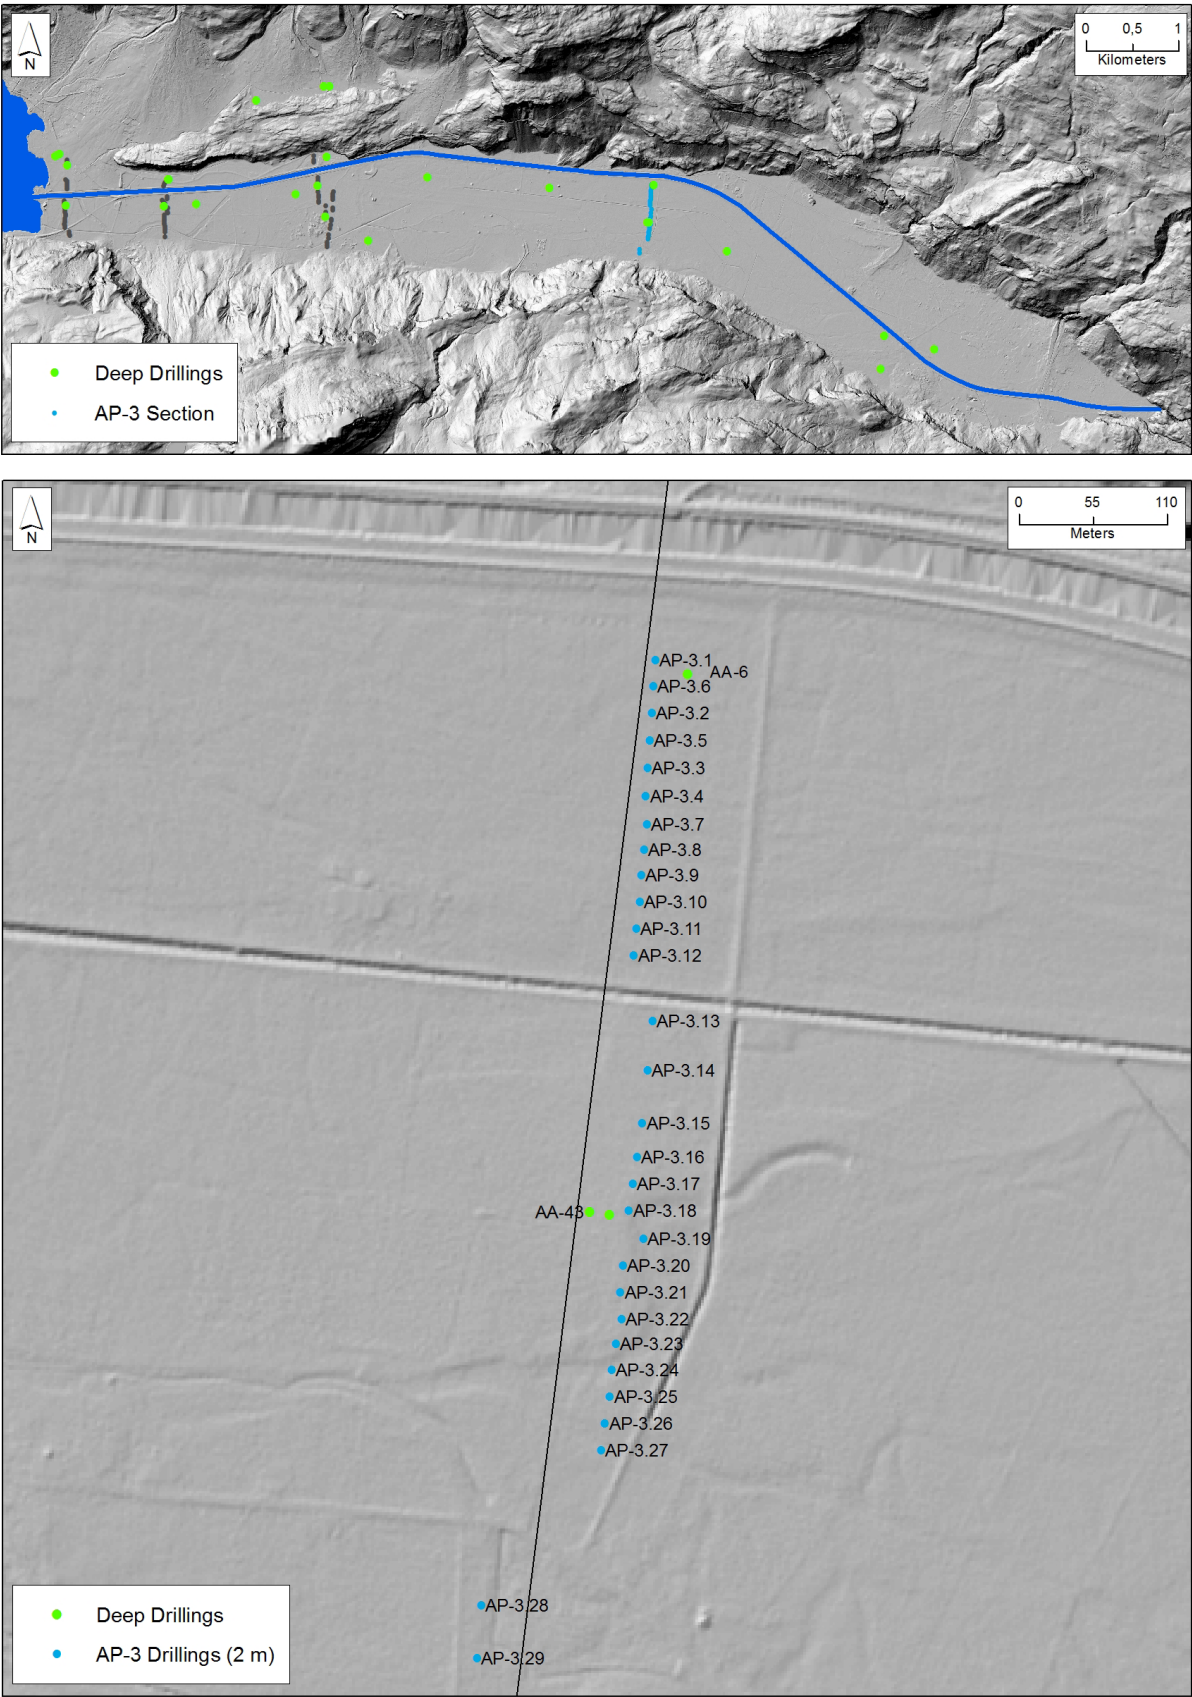 N
0 0,5 1
Kilometers
Deep Drillings
AP-3 Section
N
0 55 110
Meters
AP-3.1
AA-6
AP-3.6
AP-3.2
AP-3.5
AP-3.3
AP-3.4
AP-3.7
AP-3.8
AP-3.9
AP-3.10
AP-3.11
AP-3.12
AP-3.13
AP-3.14
AP-3.15
AP-3.16
AP-3.17
AA-43 AP-3.18
AP-3.19
AP-3.20
AP-3.21
AP-3.22
AP-3.23
AP-3.24
AP-3.25
AP-3.26
AP-3.27
AP-3.28
AP-3.29
Deep Drillings
AP-3 Drillings (2 m)